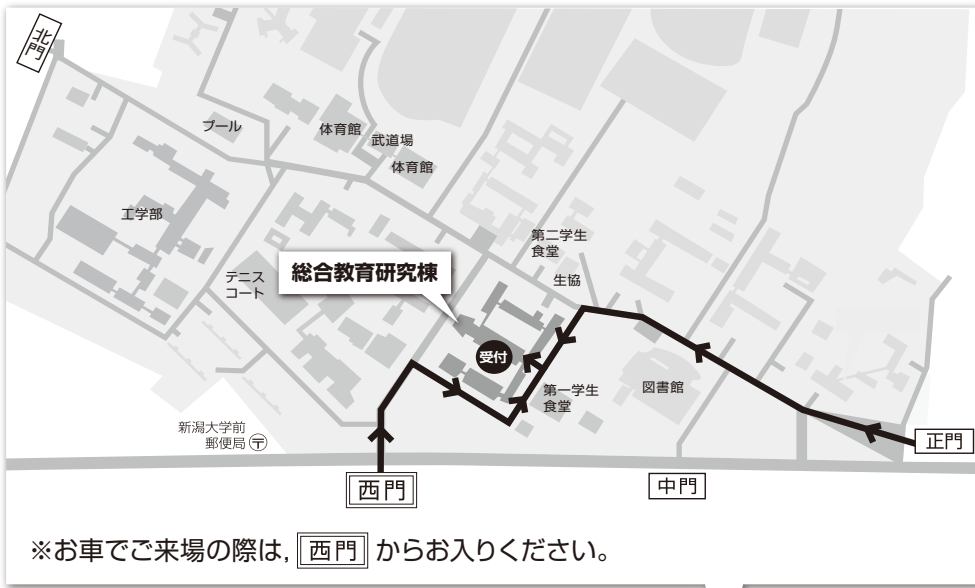 北門
プール
体育館
武道場
体育館
工学部
第二学生
食堂
生協
テニス
コート
総合教育研究棟
受付
第一学生
食堂
図書館
新潟大学前
郵便局〒
正門
西門
中門
※お車でご来場の際は, 西門 からお入りください。